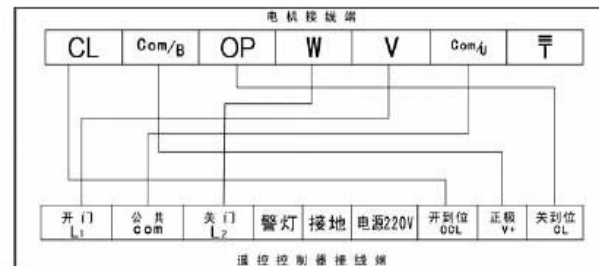 电机接线端
CL Com/B OP W V Com/U
开门 公共 关门 警灯 接地 电源220V 开到位 正极 关到位
L1 com L2 OCL V+ CL
遥控控制器接线端